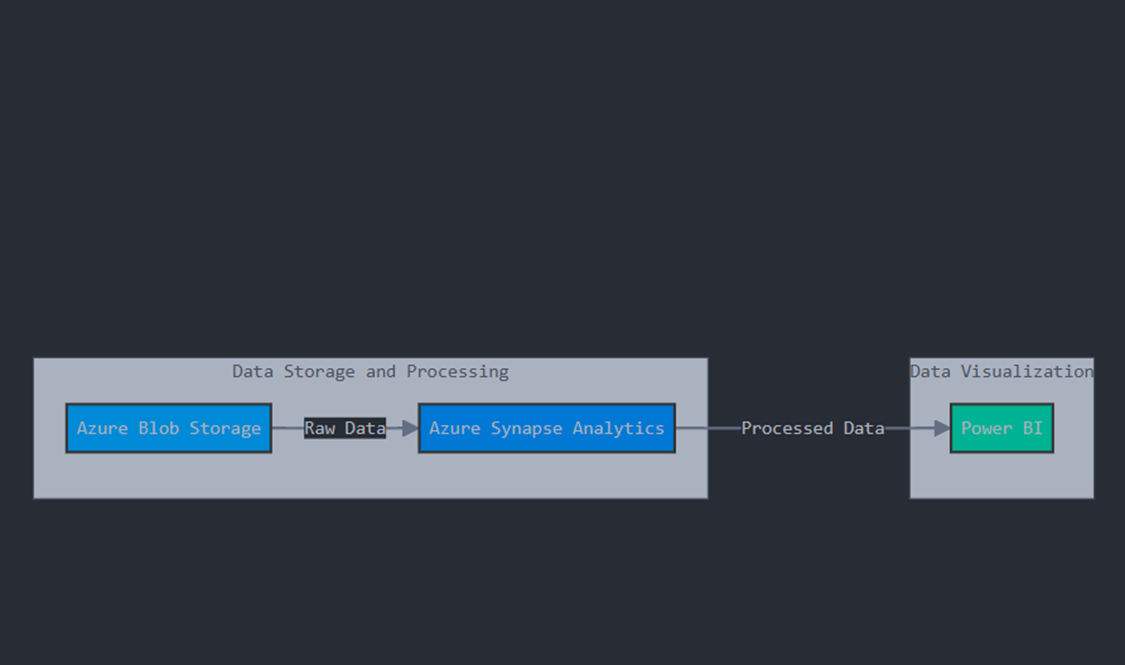 Data Storage and Processing
Azure Blob Storage
Raw Data
Azure Synapse Analytics
Processed Data
Data Visualization
Power BI